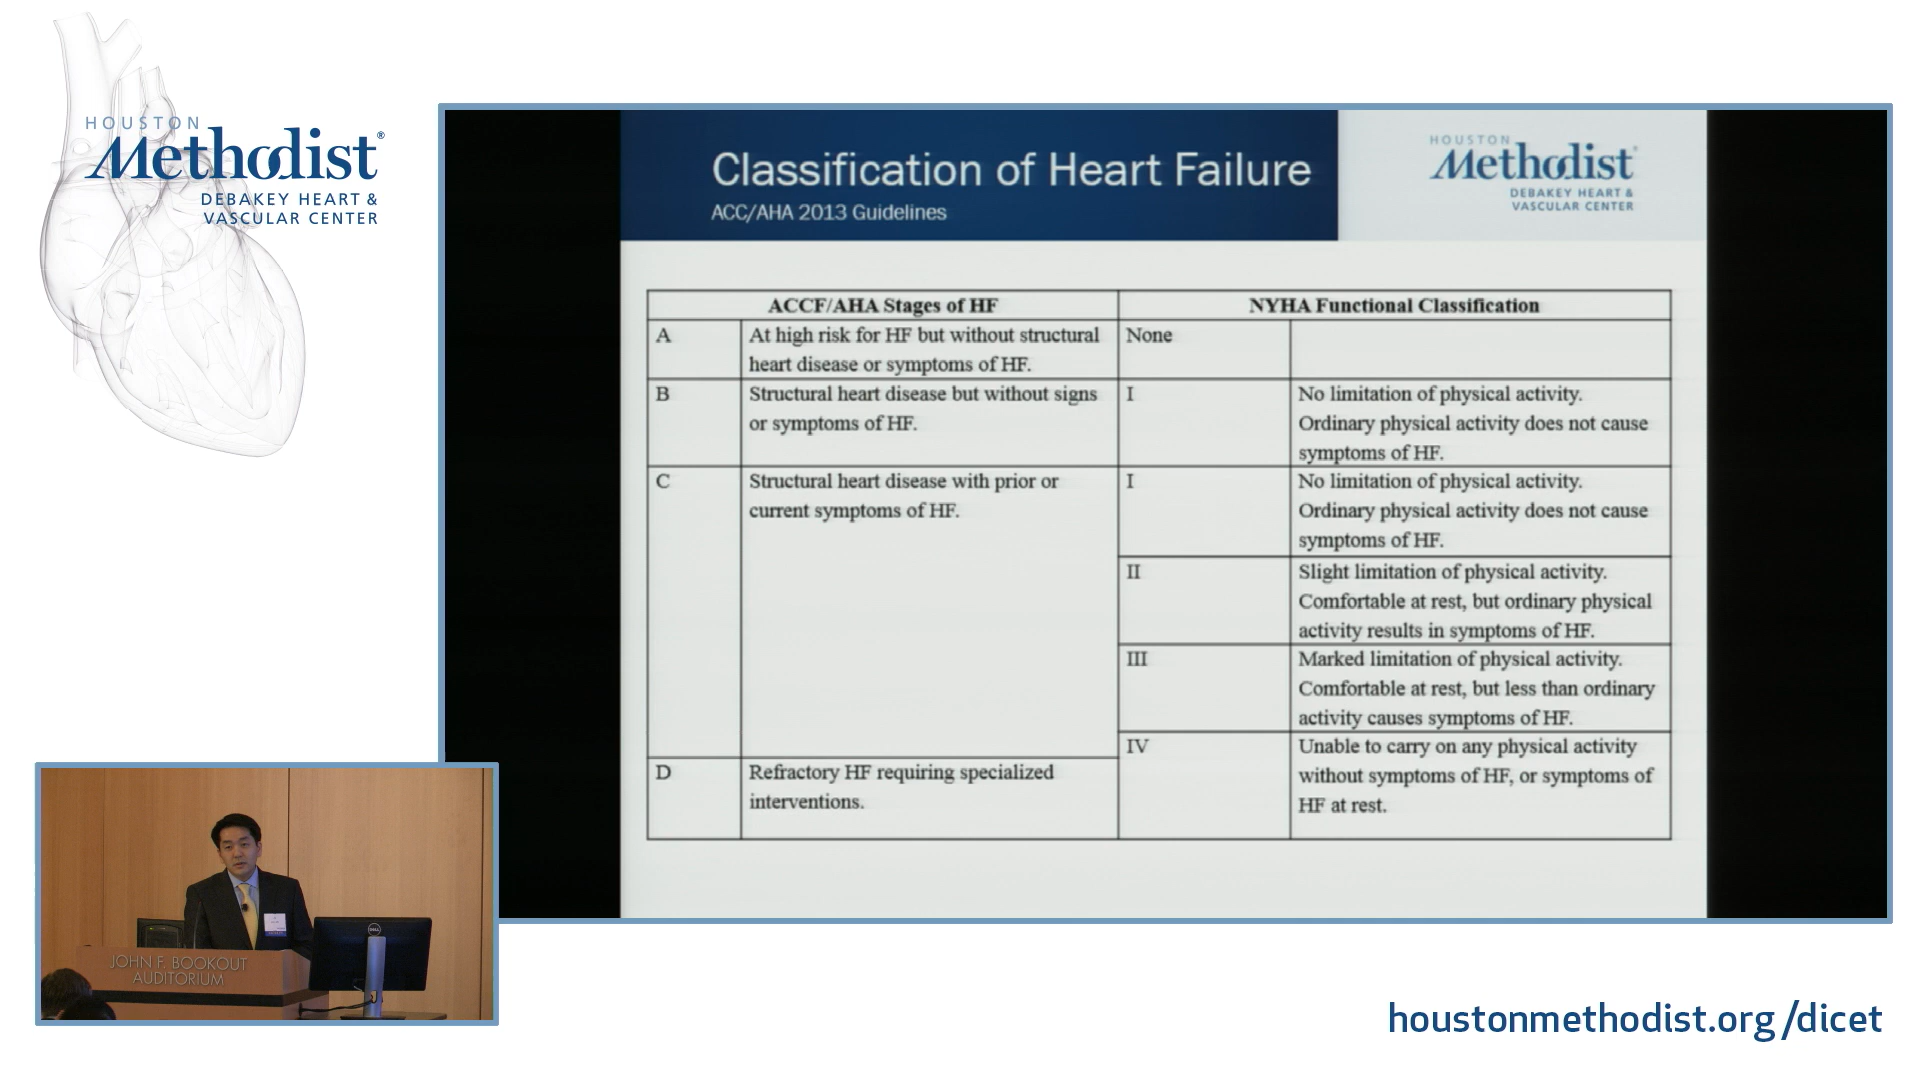 HOUSTON
Methodist®
DEBAKEY HEART &
VASCULAR CENTER
Classification of Heart Failure
ACC/AHA 2013 Guidelines
HOUSTON
Methodist
DEBAKEY HEART &
VASCULAR CENTER
ACCF/AHA Stages of HF
NYHA Functional Classification
A
At high risk for HF but without structural
heart disease or symptoms of HF.
None
B
Structural heart disease but without signs
or symptoms of HF.
I
No limitation of physical activity.
Ordinary physical activity does not cause
symptoms of HF.
C
Structural heart disease with prior or
current symptoms of HF.
I
No limitation of physical activity.
Ordinary physical activity does not cause
symptoms of HF.
II
Slight limitation of physical activity.
Comfortable at rest, but ordinary physical
activity results in symptoms of HF.
III
Marked limitation of physical activity.
Comfortable at rest, but less than ordinary
activity causes symptoms of HF.
IV
Unable to carry on any physical activity
without symptoms of HF, or symptoms of
HF at rest.
D
Refractory HF requiring specialized
interventions.
DELL
JOHN F. BOOKOUT
AUDITORIUM
houstonmethodist.org/dicet